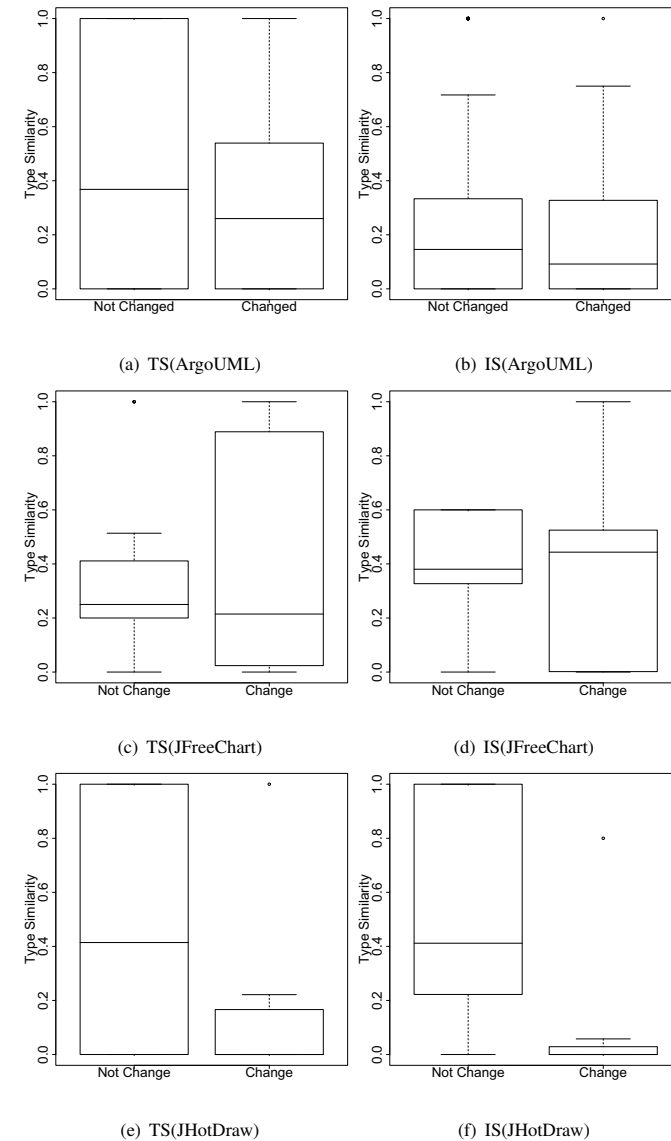 Type Similarity
0.0 0.2 0.4 0.6 0.8 1.0
Not Changed Changed
(a) TS(ArgoUML)
Type Similarity
0.0 0.2 0.4 0.6 0.8 1.0
Not Changed Changed
(b) IS(ArgoUML)
Type Similarity
0.0 0.2 0.4 0.6 0.8 1.0
Not Change Change
(c) TS(JFreeChart)
Type Similarity
0.0 0.2 0.4 0.6 0.8 1.0
Not Change Change
(d) IS(JFreeChart)
Type Similarity
0.0 0.2 0.4 0.6 0.8 1.0
Not Change Change
(e) TS(JHotDraw)
Type Similarity
0.0 0.2 0.4 0.6 0.8 1.0
Not Change Change
(f) IS(JHotDraw)